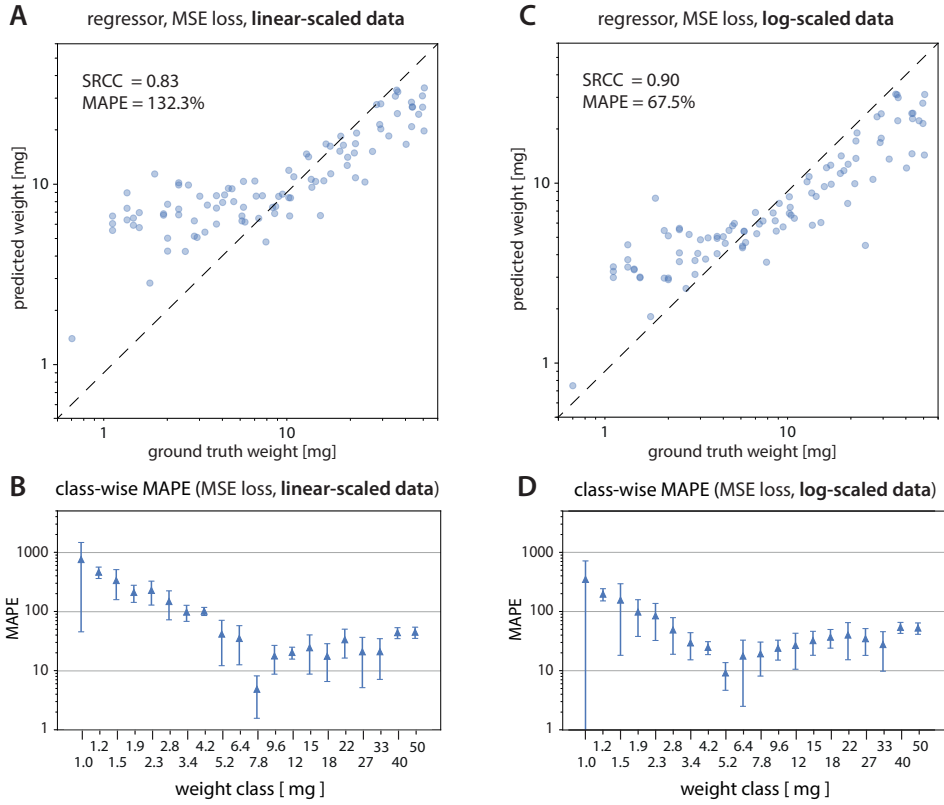 A
regressor, MSE loss, linear-scaled data
SRCC = 0.83
MAPE = 132.3%
10
1
predicted weight [mg]
1 10
ground truth weight [mg]
C
regressor, MSE loss, log-scaled data
SRCC = 0.90
MAPE = 67.5%
10
1
predicted weight [mg]
1 10
ground truth weight [mg]
B
class-wise MAPE (MSE loss, linear-scaled data)
1000
100
10
1
MAPE
1.2 1.9 2.8 4.2 6.4 9.6 15 22 33 50
1.0 1.5 2.3 3.4 5.2 7.8 12 18 27 40
weight class [ mg ]
D
class-wise MAPE (MSE loss, log-scaled data)
1000
100
10
1
MAPE
1.2 1.9 2.8 4.2 6.4 9.6 15 22 33 50
1.0 1.5 2.3 3.4 5.2 7.8 12 18 27 40
weight class [ mg ]